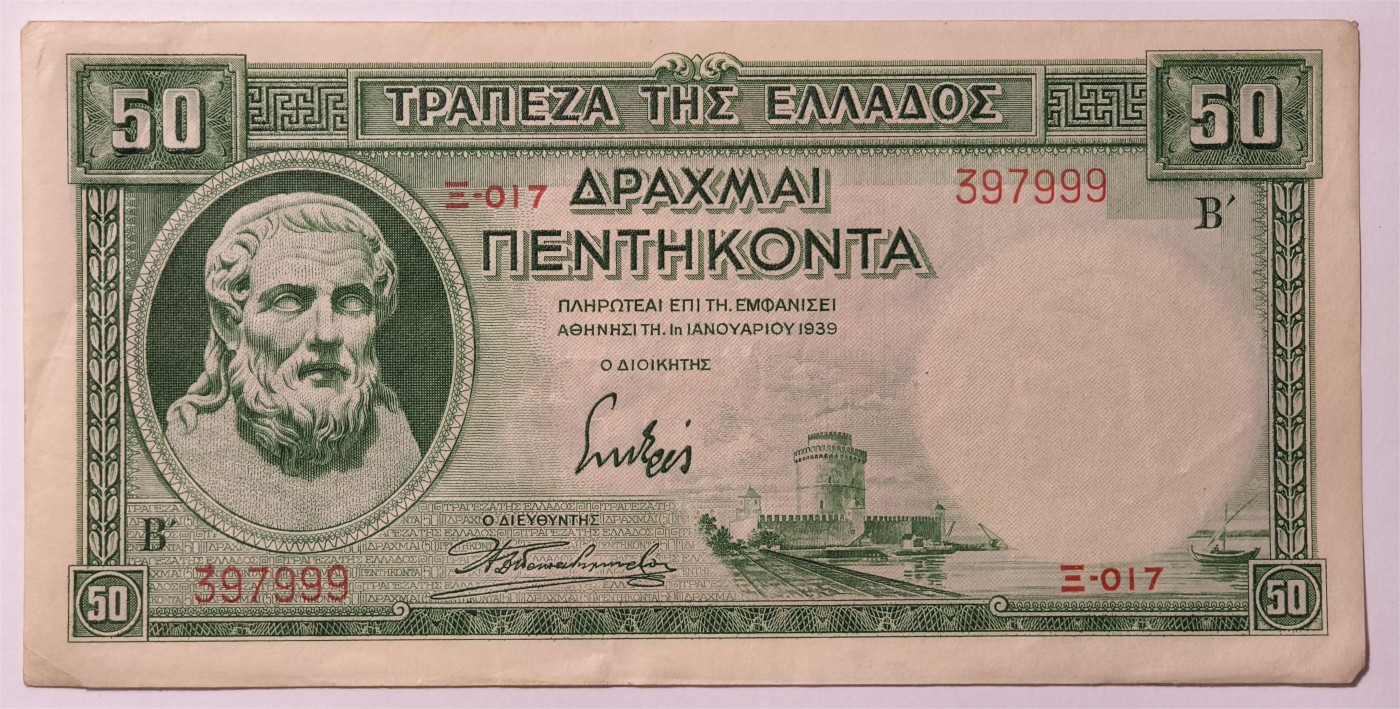 50 ΤΡΑΠΕΖΑ ΤΗΣ ΕΛΛΑΔΟΣ 50
Ξ-017 ΔΡΑΧΜΑΙ 397999
Β΄
ΠΕΝΤΗΚΟΝΤΑ
ΠΛΗΡΩΤΕΑΙ ΕΠΙ ΤΗ. ΕΜΦΑΝΙΣΕΙ
ΑΘΗΝΗΣΙ ΤΗ. 1η ΙΑΝΟΥΑΡΙΟΥ 1939
Ο ΔΙΟΙΚΗΤΗΣ
Ο ΔΙΕΥΘΥΝΤΗΣ
Β΄
397999 Ξ-017
50 50